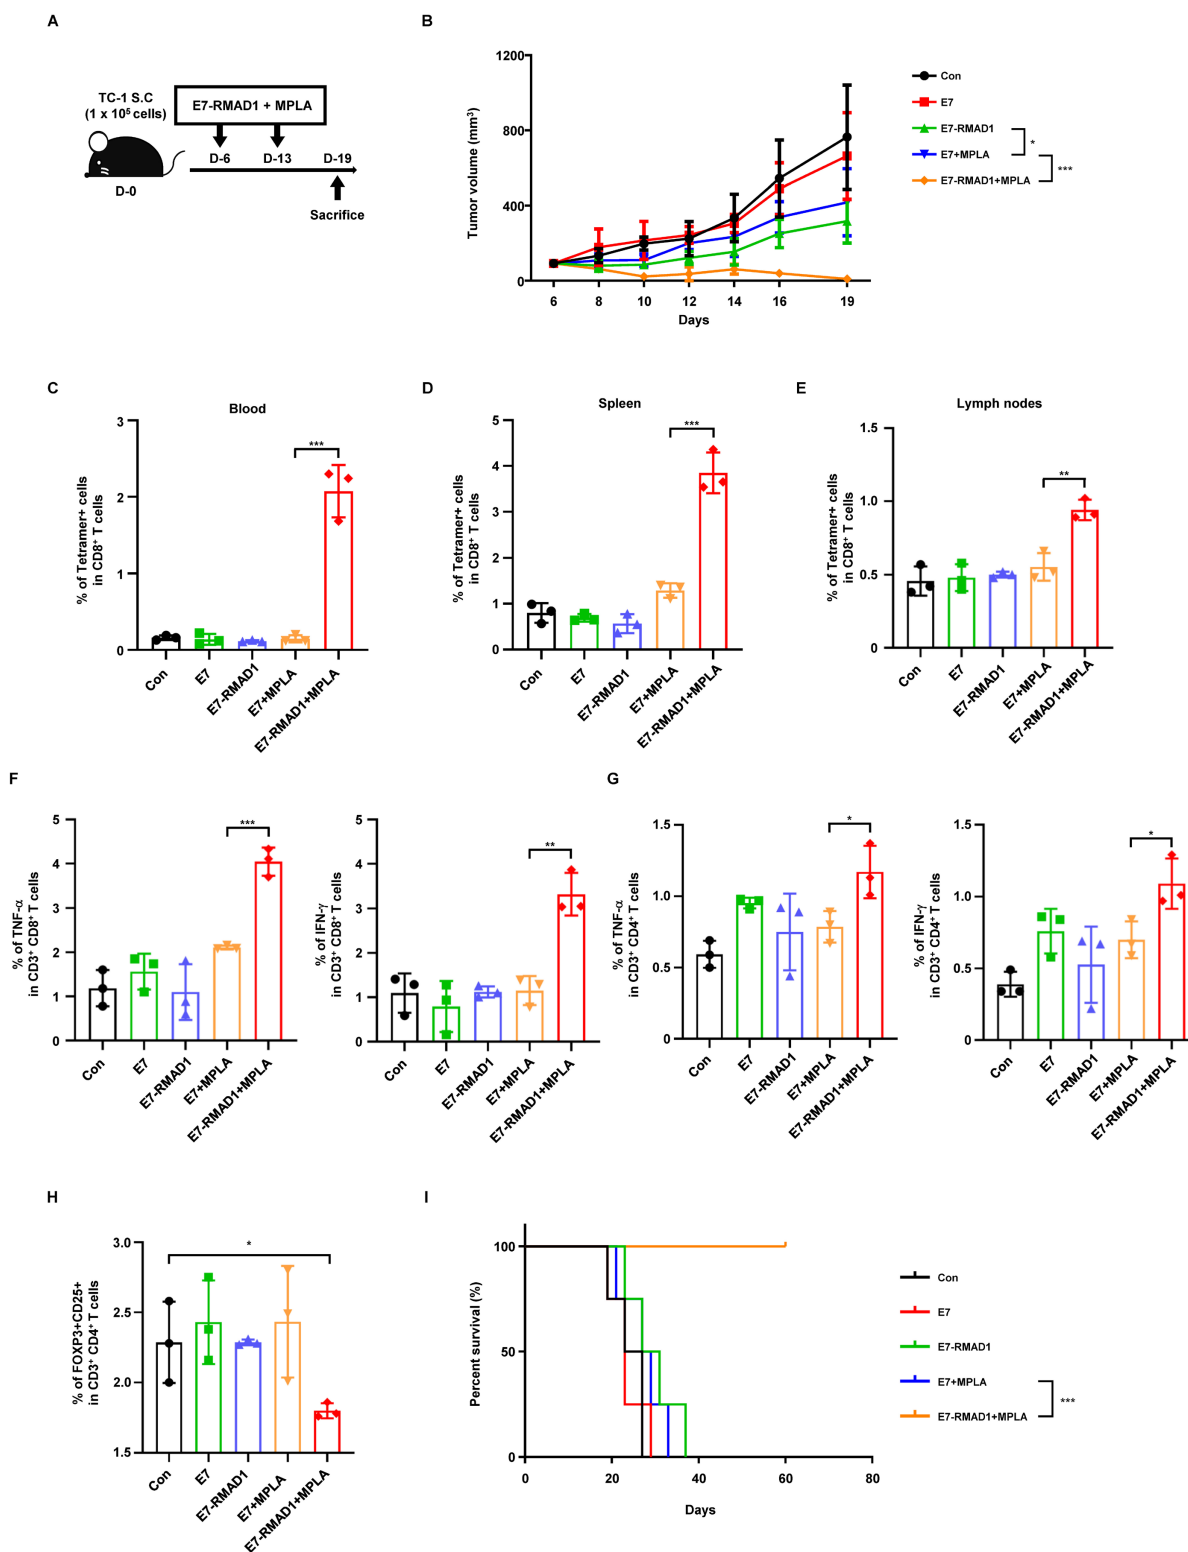 A
TC-1 S.C
(1 x 10⁵ cells)
E7-RMAD1 + MPLA
D-6
D-13
D-19
D-0
Sacrifice
B
Tumor volume (mm³)
1200
800
400
0
6
8
10
12
14
16
19
Days
Con
E7
E7-RMAD1
E7+MPLA
E7-RMAD1+MPLA
*
***
C
Blood
% of Tetramer+ cells
in CD8⁺ T cells
3
2
1
0
***
Con
E7
E7-RMAD1
E7+MPLA
E7-RMAD1+MPLA
D
Spleen
% of Tetramer+ cells
in CD8⁺ T cells
5
4
3
2
1
0
***
Con
E7
E7-RMAD1
E7+MPLA
E7-RMAD1+MPLA
E
Lymph nodes
% of Tetramer+ cells
in CD8⁺ T cells
1.5
1.0
0.5
0
**
Con
E7
E7-RMAD1
E7+MPLA
E7-RMAD1+MPLA
F
% of TNF-α
in CD3⁺ CD8⁺ T cells
5
4
3
2
1
0
***
Con
E7
E7-RMAD1
E7+MPLA
E7-RMAD1+MPLA
% of IFN-γ
in CD3⁺ CD8⁺ T cells
5
4
3
2
1
0
**
Con
E7
E7-RMAD1
E7+MPLA
E7-RMAD1+MPLA
G
% of TNF-α
in CD3⁺ CD4⁺ T cells
1.5
1.0
0.5
0
*
Con
E7
E7-RMAD1
E7+MPLA
E7-RMAD1+MPLA
% of IFN-γ
in CD3⁺ CD4⁺ T cells
1.5
1.0
0.5
0
*
Con
E7
E7-RMAD1
E7+MPLA
E7-RMAD1+MPLA
H
% of FOXP3+CD25+
in CD3⁺ CD4⁺ T cells
3.0
2.5
2.0
1.5
*
Con
E7
E7-RMAD1
E7+MPLA
E7-RMAD1+MPLA
I
Percent survival (%)
100
50
0
0
20
40
60
80
Days
Con
E7
E7-RMAD1
E7+MPLA
E7-RMAD1+MPLA
***